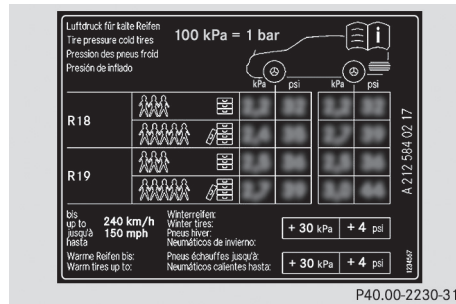 Luftdruck für kalte Reifen
Tire pressure cold tires
Pression des pneus froid
Presión de inflado
100 kPa = 1 bar
i
kPa psi kPa psi
R18
R19
A 212 584 02 17
bis
up to
jusqu'à
hasta
240 km/h
150 mph
Winterreifen:
Winter tires:
Pneus hiver:
Neumáticos de invierno:
+ 30 kPa + 4 psi
Warme Reifen bis:
Warm tires up to:
Pneus échauffes jusqu'à:
Neumáticos calientes hasta:
+ 30 kPa + 4 psi
1234567
P40.00-2230-31